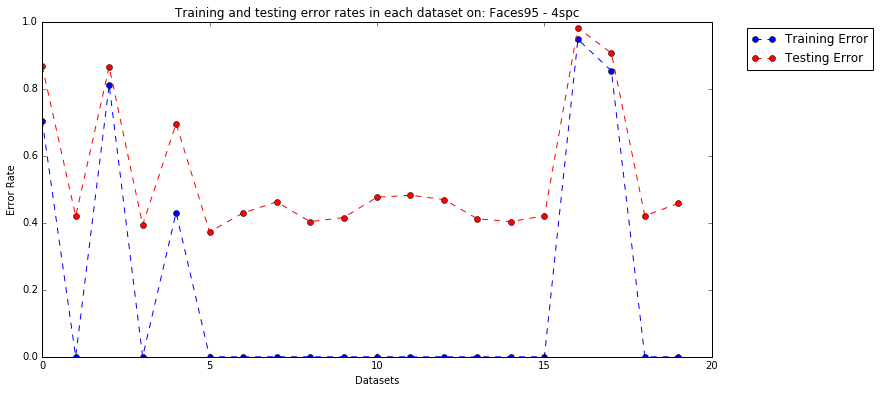 Training and testing error rates in each dataset on: Faces95 - 4spc
1.0
0.8
0.6
0.4
0.2
0.0
Error Rate
0 5 10 15 20
Datasets
Training Error
Testing Error